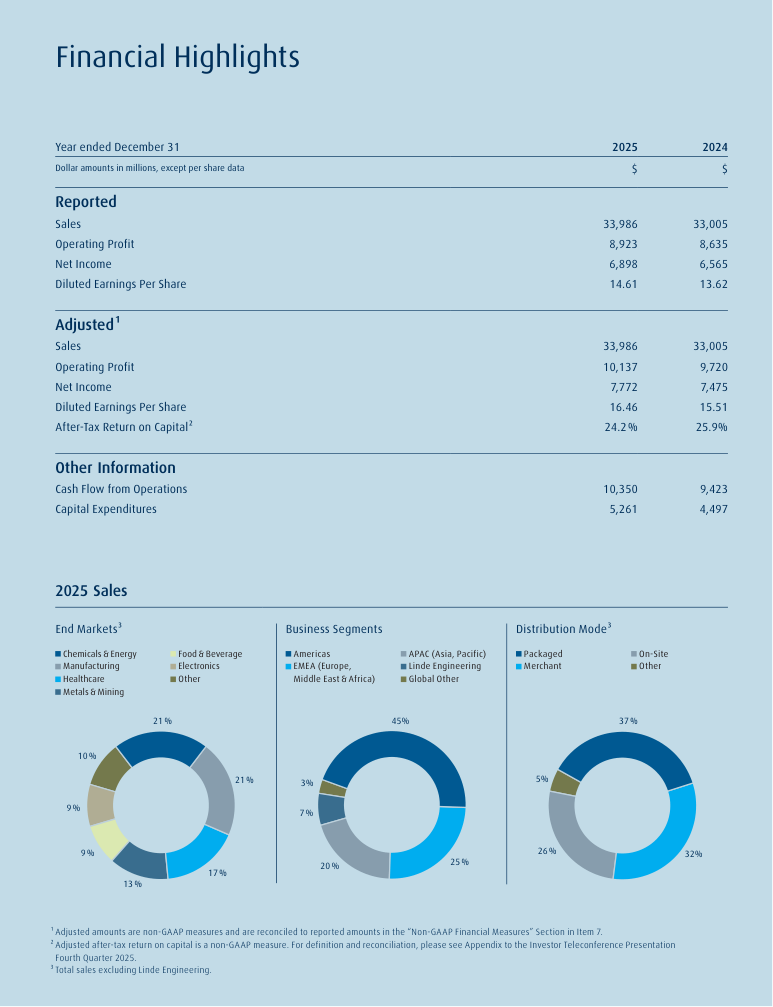 Financial Highlights
Year ended December 31 2025 2024
Dollar amounts in millions, except per share data $ $
Reported
Sales 33,986 33,005
Operating Profit 8,923 8,635
Net Income 6,898 6,565
Diluted Earnings Per Share 14.61 13.62
Adjusted¹
Sales 33,986 33,005
Operating Profit 10,137 9,720
Net Income 7,772 7,475
Diluted Earnings Per Share 16.46 15.51
After-Tax Return on Capital² 24.2% 25.9%
Other Information
Cash Flow from Operations 10,350 9,423
Capital Expenditures 5,261 4,497
2025 Sales
End Markets³
Chemicals & Energy Food & Beverage
Manufacturing Electronics
Healthcare Other
Metals & Mining
21%
21%
17%
13%
9%
9%
10%
Business Segments
Americas APAC (Asia, Pacific)
EMEA (Europe, Linde Engineering
Middle East & Africa) Global Other
45%
25%
20%
7%
3%
Distribution Mode³
Packaged On-Site
Merchant Other
37%
32%
26%
5%
¹ Adjusted amounts are non-GAAP measures and are reconciled to reported amounts in the “Non-GAAP Financial Measures” Section in Item 7.
² Adjusted after-tax return on capital is a non-GAAP measure. For definition and reconciliation, please see Appendix to the Investor Teleconference Presentation
Fourth Quarter 2025.
³ Total sales excluding Linde Engineering.